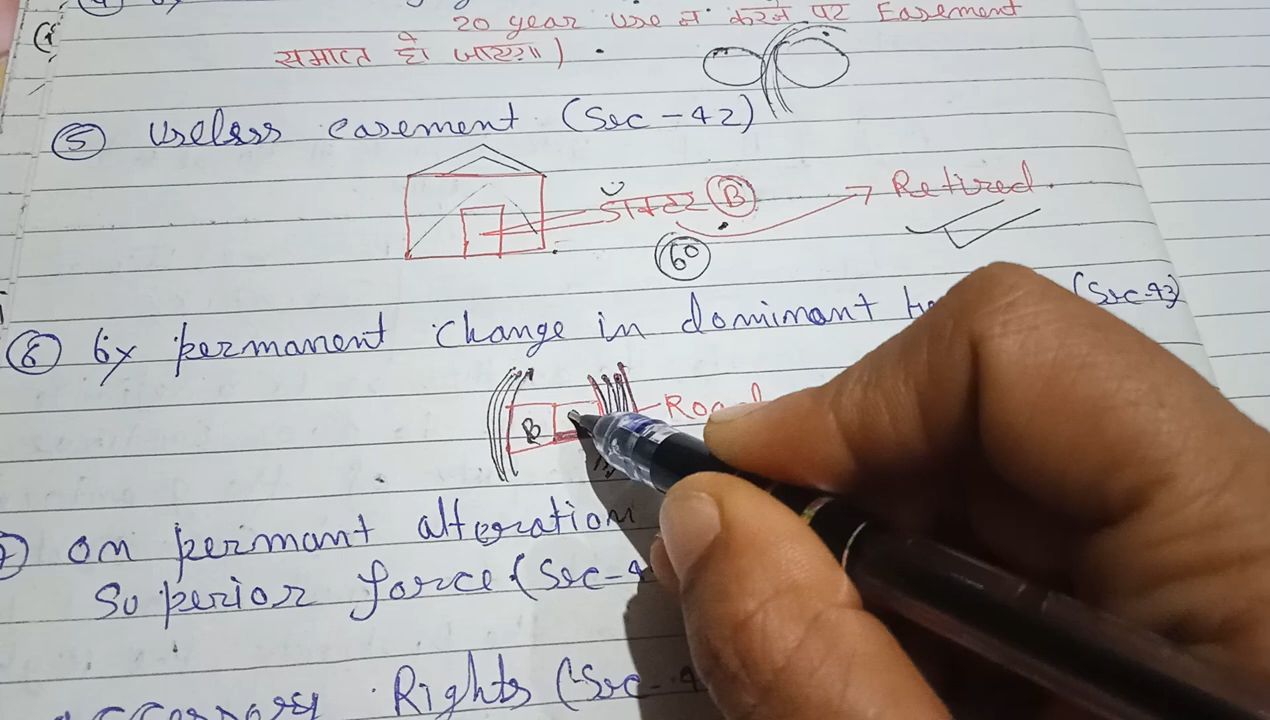 20 year use न करने पर Easement
समाप्त हो जाएगा)
⑤ Useless easement (Sec-42)
डॉक्टर Ⓑ → Retired.
60
⑥ by permanent change in dominant (Sec-43)
B Road
on permant alteration
Superior force (Sec-4
Rights (Sec-4